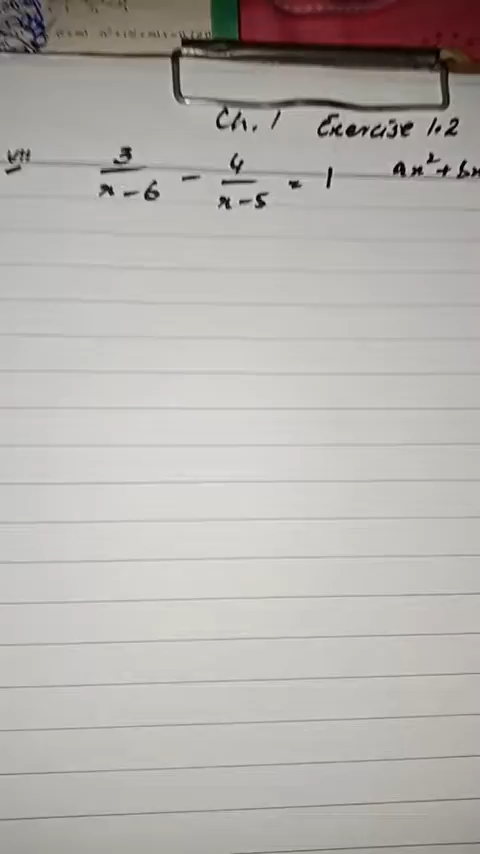 Ch. 1 Exercise 1.2
vii 3/(x-6) - 4/(x-5) = 1 ax² + bx